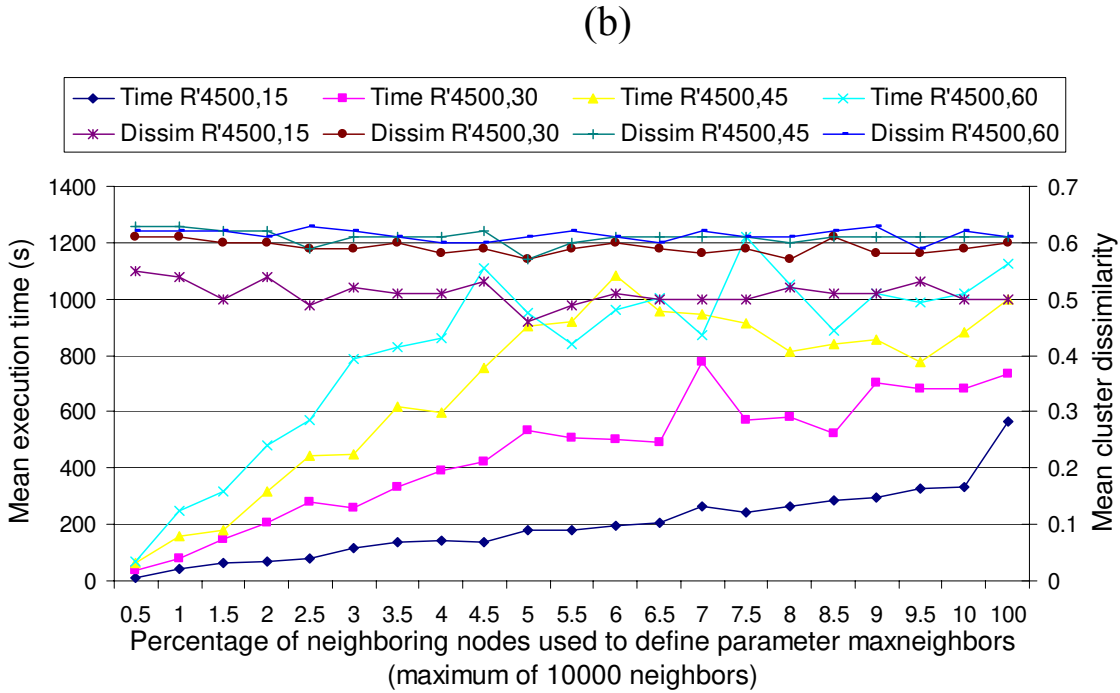 (b)
Time R'4500,15 Time R'4500,30 Time R'4500,45 Time R'4500,60
Dissim R'4500,15 Dissim R'4500,30 Dissim R'4500,45 Dissim R'4500,60
Mean execution time (s)
1400
1200
1000
800
600
400
200
0
0.7
0.6
0.5
0.4
0.3
0.2
0.1
0
Mean cluster dissimilarity
0.5 1 1.5 2 2.5 3 3.5 4 4.5 5 5.5 6 6.5 7 7.5 8 8.5 9 9.5 10 100
Percentage of neighboring nodes used to define parameter maxneighbors
(maximum of 10000 neighbors)